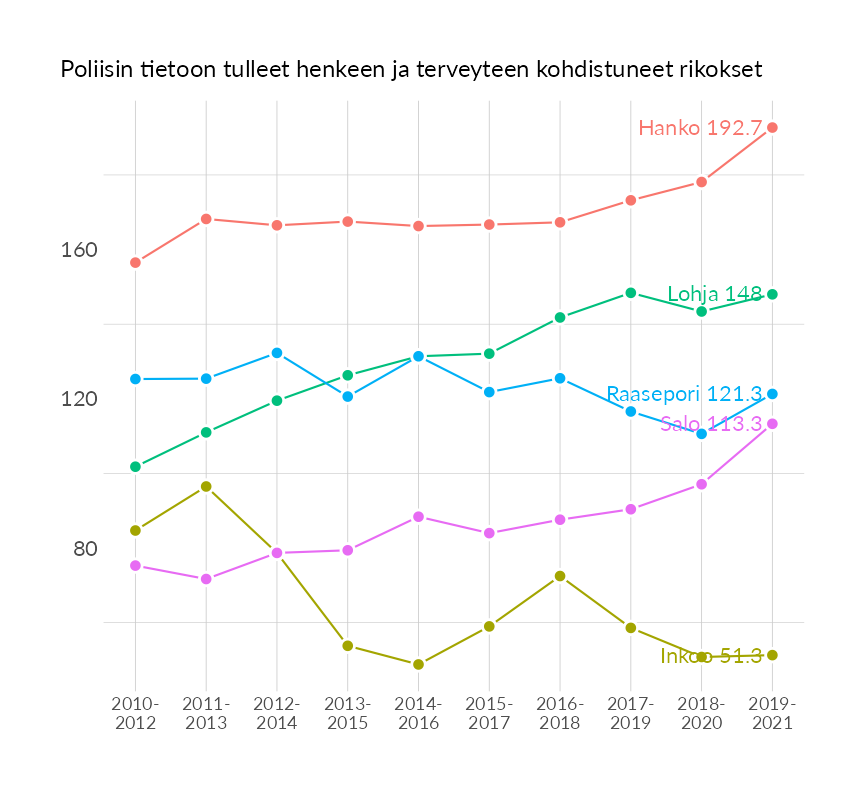 Poliisin tietoon tulleet henkeen ja terveyteen kohdistuneet rikokset
Hanko 192.7
160
Lohja 148
120
Raasepori 121.3
Salo 113.3
80
Inkoo 51.3
2010- 2011- 2012- 2013- 2014- 2015- 2016- 2017- 2018- 2019-
2012 2013 2014 2015 2016 2017 2018 2019 2020 2021